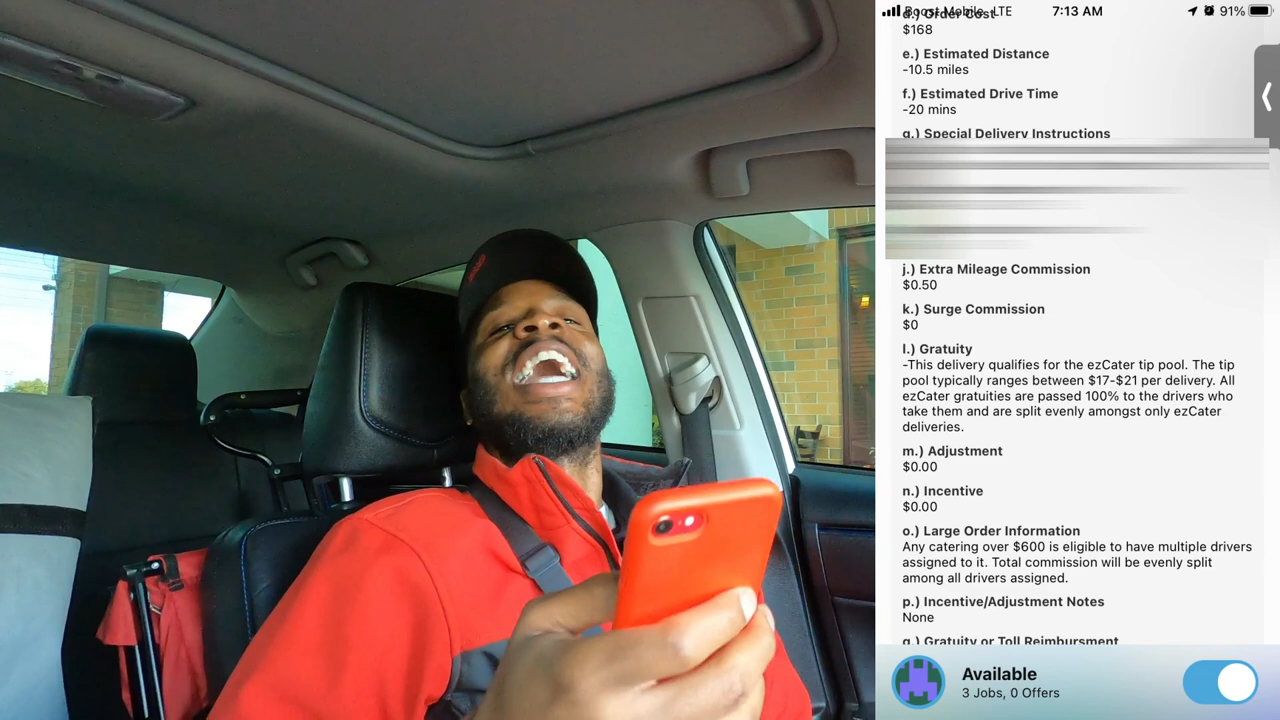 Boost Mobile LTE 7:13 AM 91%
d.) Order Cost
$168
e.) Estimated Distance
-10.5 miles
f.) Estimated Drive Time
-20 mins
g.) Special Delivery Instructions
j.) Extra Mileage Commission
$0.50
k.) Surge Commission
$0
l.) Gratuity
-This delivery qualifies for the ezCater tip pool. The tip
pool typically ranges between $17-$21 per delivery. All
ezCater gratuities are passed 100% to the drivers who
take them and are split evenly amongst only ezCater
deliveries.
m.) Adjustment
$0.00
n.) Incentive
$0.00
o.) Large Order Information
Any catering over $600 is eligible to have multiple drivers
assigned to it. Total commission will be evenly split
among all drivers assigned.
p.) Incentive/Adjustment Notes
None
q.) Gratuity or Toll Reimbursment
Available
3 Jobs, 0 Offers